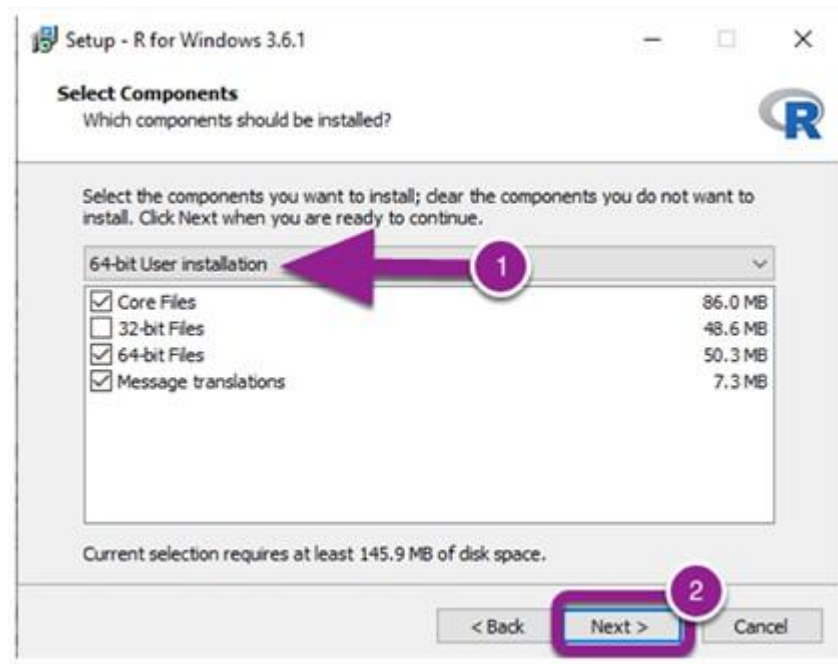 Setup - R for Windows 3.6.1
Select Components
Which components should be installed?
R
Select the components you want to install; clear the components you do not want to
install. Click Next when you are ready to continue.
64-bit User installation
1
Core Files 86.0 MB
32-bit Files 48.6 MB
64-bit Files 50.3 MB
Message translations 7.3 MB
Current selection requires at least 145.9 MB of disk space.
2
< Back Next > Cancel